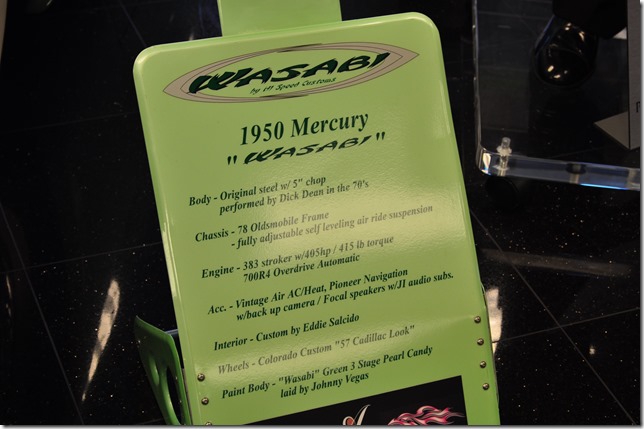 WASABI
by Lil Speed Customs
1950 Mercury
"WASABI"
Body - Original steel w/ 5" chop
performed by Dick Dean in the 70's
Chassis - 78 Oldsmobile Frame
- fully adjustable self leveling air ride suspension
Engine - 383 stroker w/405hp / 415 lb torque
700R4 Overdrive Automatic
Acc. - Vintage Air AC/Heat, Pioneer Navigation
w/back up camera / Focal speakers w/JI audio subs.
Interior - Custom by Eddie Salcido
Wheels - Colorado Custom "57 Cadillac Look"
Paint Body - "Wasabi" Green 3 Stage Pearl Candy
laid by Johnny Vegas